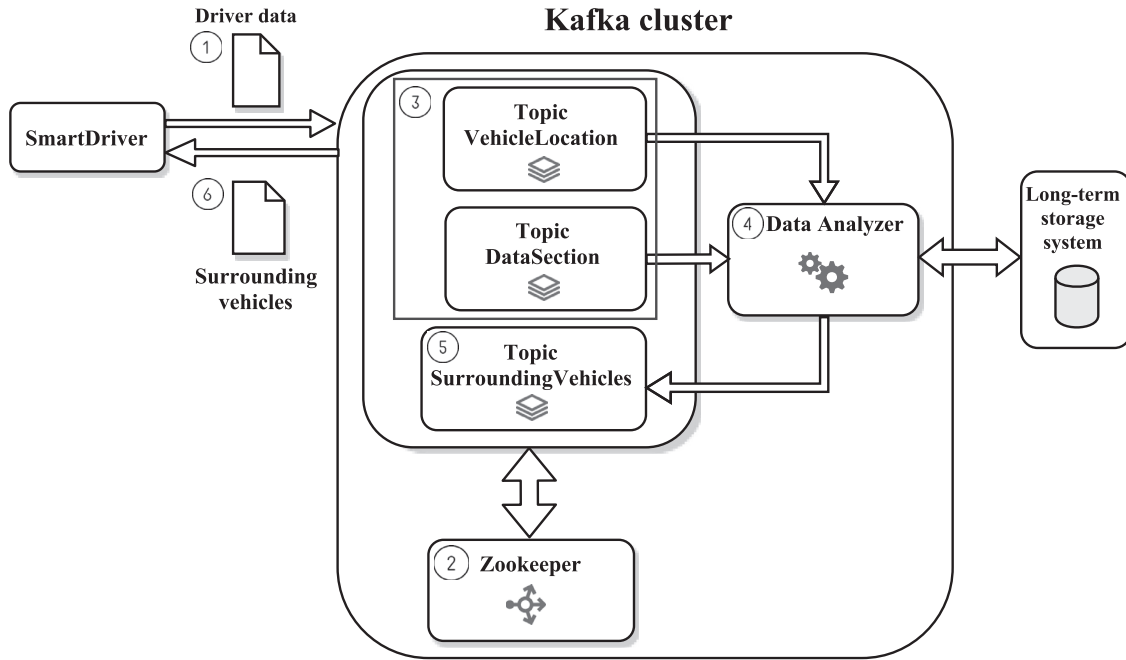 Kafka cluster
Driver data
1
SmartDriver
6
Surrounding
vehicles
3
Topic
VehicleLocation
Topic
DataSection
5
Topic
SurroundingVehicles
4 Data Analyzer
Long-term
storage
system
2 Zookeeper